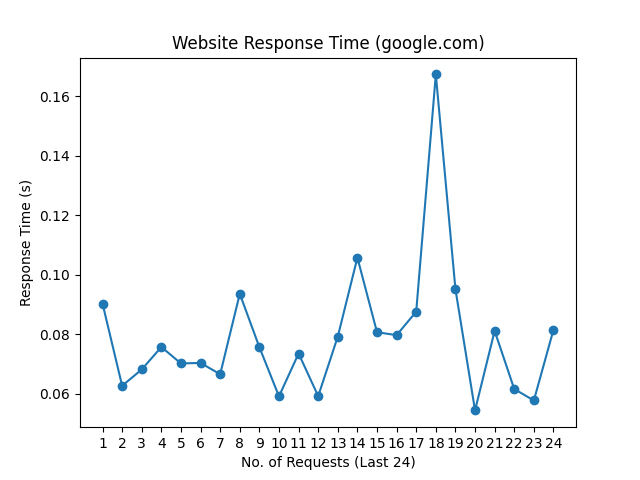 Website Response Time (google.com)
0.16
0.14
0.12
0.10
0.08
0.06
Response Time (s)
1 2 3 4 5 6 7 8 9 10 11 12 13 14 15 16 17 18 19 20 21 22 23 24
No. of Requests (Last 24)